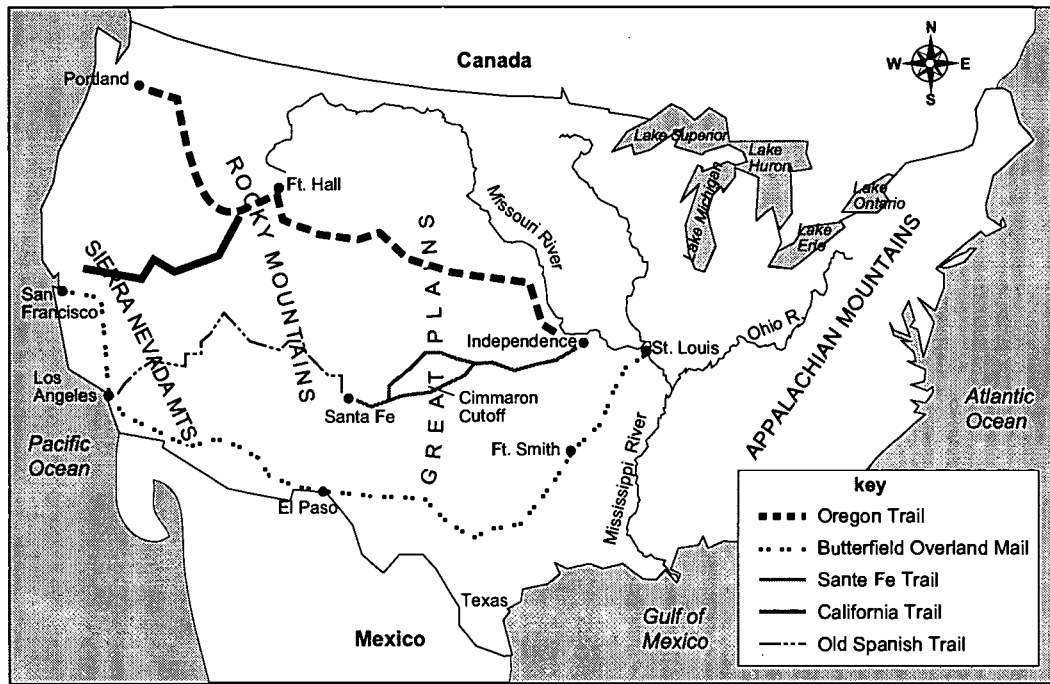 Canada
N
W E
S
Portland
Lake Superior
Lake
Huron
Lake Michigan
Lake
Ontario
Lake
Erie
ROCKY MOUNTAINS
Ft. Hall
Missouri River
GREAT PLAINS
SIERRA NEVADA MTS.
San
Francisco
Independence
St. Louis
Ohio R.
APPALACHIAN MOUNTAINS
Los
Angeles
Santa Fe
Cimmaron
Cutoff
Atlantic
Ocean
Pacific
Ocean
Ft. Smith
Mississippi River
El Paso
Texas
Mexico
Gulf of
Mexico
key
Oregon Trail
Butterfield Overland Mail
Sante Fe Trail
California Trail
Old Spanish Trail